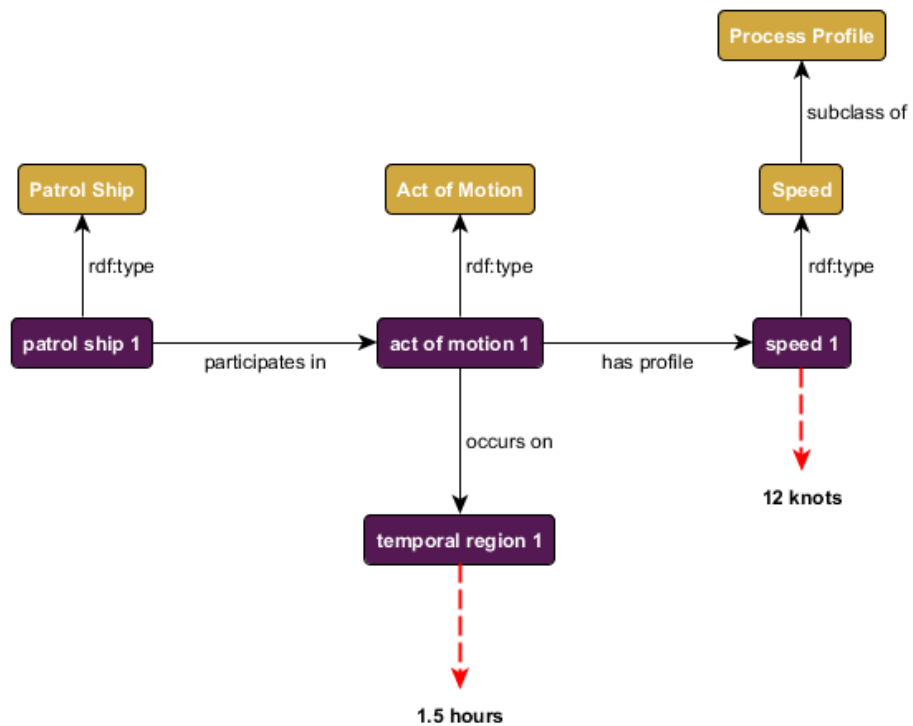 Process Profile
subclass of
Patrol Ship
Act of Motion
Speed
rdf:type
rdf:type
rdf:type
patrol ship 1
participates in
act of motion 1
has profile
speed 1
occurs on
12 knots
temporal region 1
1.5 hours